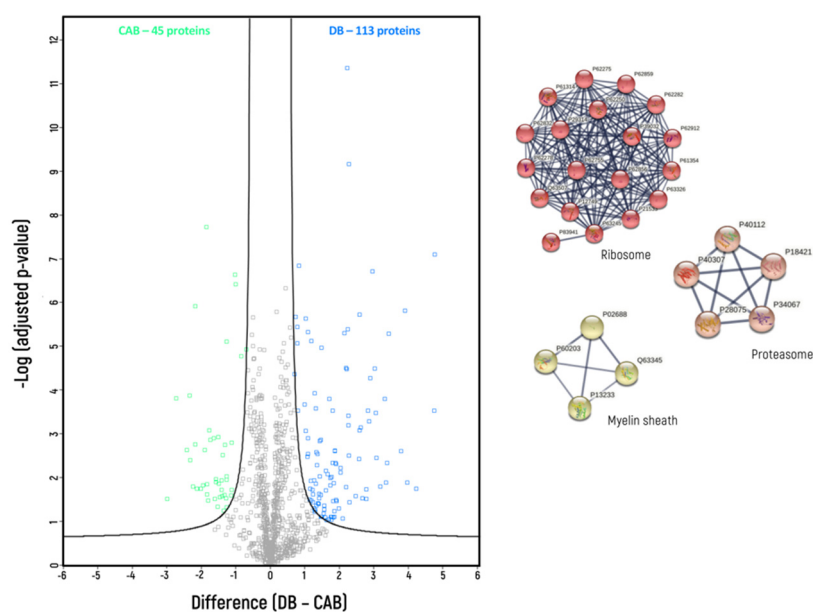 CAB – 45 proteins
DB – 113 proteins
12
11
10
9
8
7
6
5
4
3
2
1
0
-6 -5 -4 -3 -2 -1 0 1 2 3 4 5 6
-Log (adjusted p-value)
Difference (DB – CAB)
P62275
P62859
P62282
P62912
P61354
P63326
P83941
P63245
Ribosome
P40112
P18421
P40307
P28075
P34067
Proteasome
P02688
P60203
Q63345
P13233
Myelin sheath